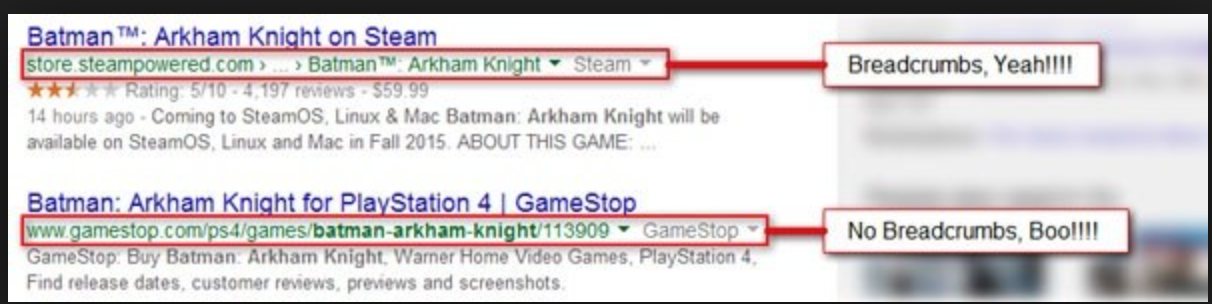 Batman™: Arkham Knight on Steam
store.steampowered.com › ... › Batman™: Arkham Knight ▾ Steam ▾
Breadcrumbs, Yeah!!!!
Rating: 5/10 - 4,197 reviews - $59.99
14 hours ago - Coming to SteamOS, Linux & Mac Batman: Arkham Knight will be
available on SteamOS, Linux and Mac in Fall 2015. ABOUT THIS GAME: ...
Batman: Arkham Knight for PlayStation 4 | GameStop
www.gamestop.com/ps4/games/batman-arkham-knight/113909 ▾ GameStop ▾
No Breadcrumbs, Boo!!!!
GameStop: Buy Batman: Arkham Knight, Warner Home Video Games, PlayStation 4,
Find release dates, customer reviews, previews and screenshots.